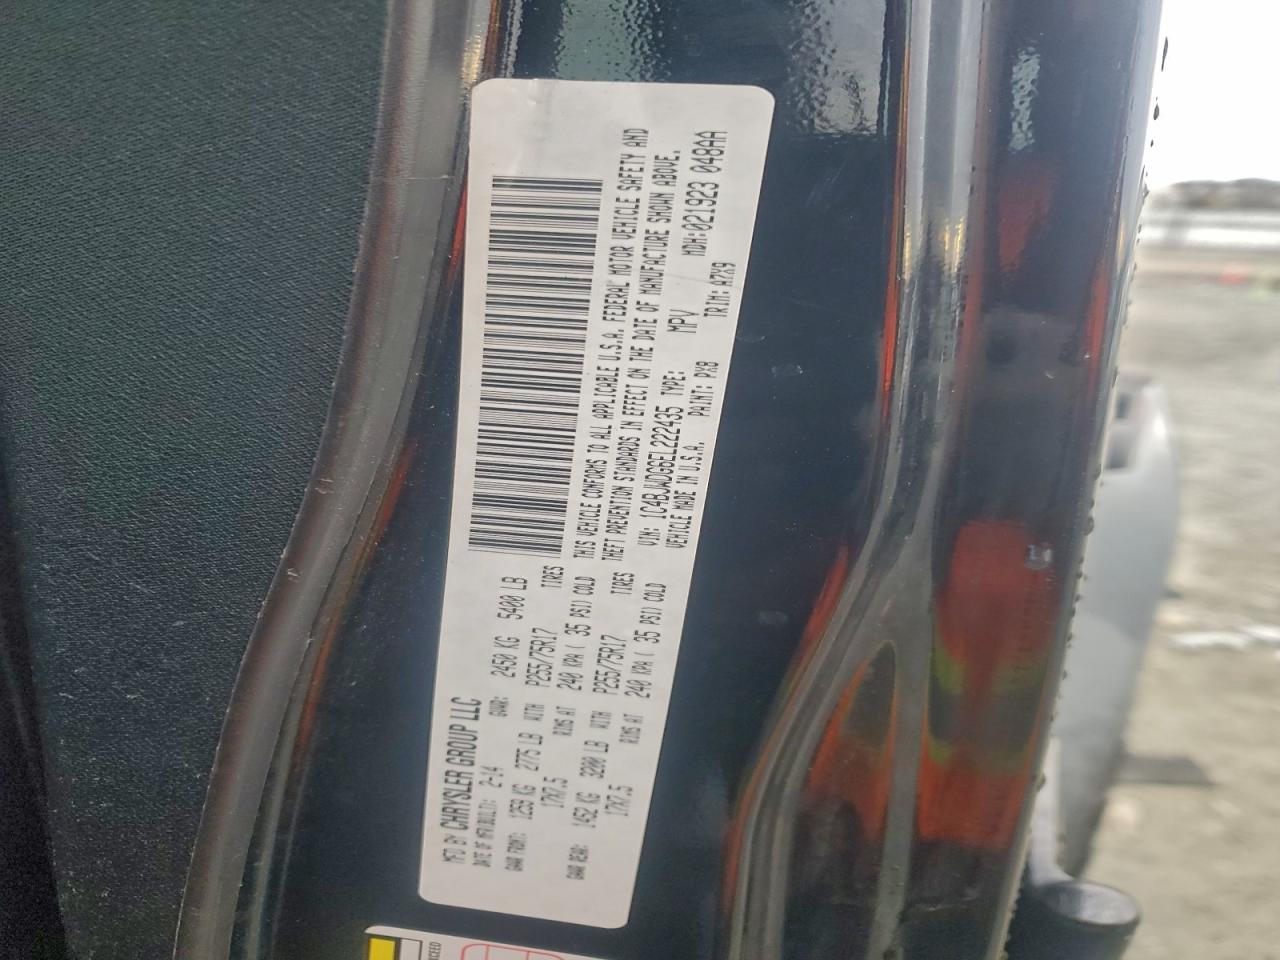 MFD BY CHRYSLER GROUP LLC
DATE OF MFR(BUILD): 2-14 GVWR: 2450 KG 5400 LB
GAWR FRONT: 1259 KG 2775 LB WITH P255/75R17 TIRES
17X7.5 RIMS AT 240 KPA( 35 PSI) COLD
GAWR REAR: 1452 KG 3200 LB WITH P255/75R17 TIRES
17X7.5 RIMS AT 240 KPA( 35 PSI) COLD
THIS VEHICLE CONFORMS TO ALL APPLICABLE U.S.A. FEDERAL MOTOR VEHICLE SAFETY AND
THEFT PREVENTION STANDARDS IN EFFECT ON THE DATE OF MANUFACTURE SHOWN ABOVE.
VIN: 1C4BJWDG6EL222435 TYPE: MPV MDH:021923 048AA
VEHICLE MADE IN U.S.A. PAINT: PX8 TRIM: A7X9